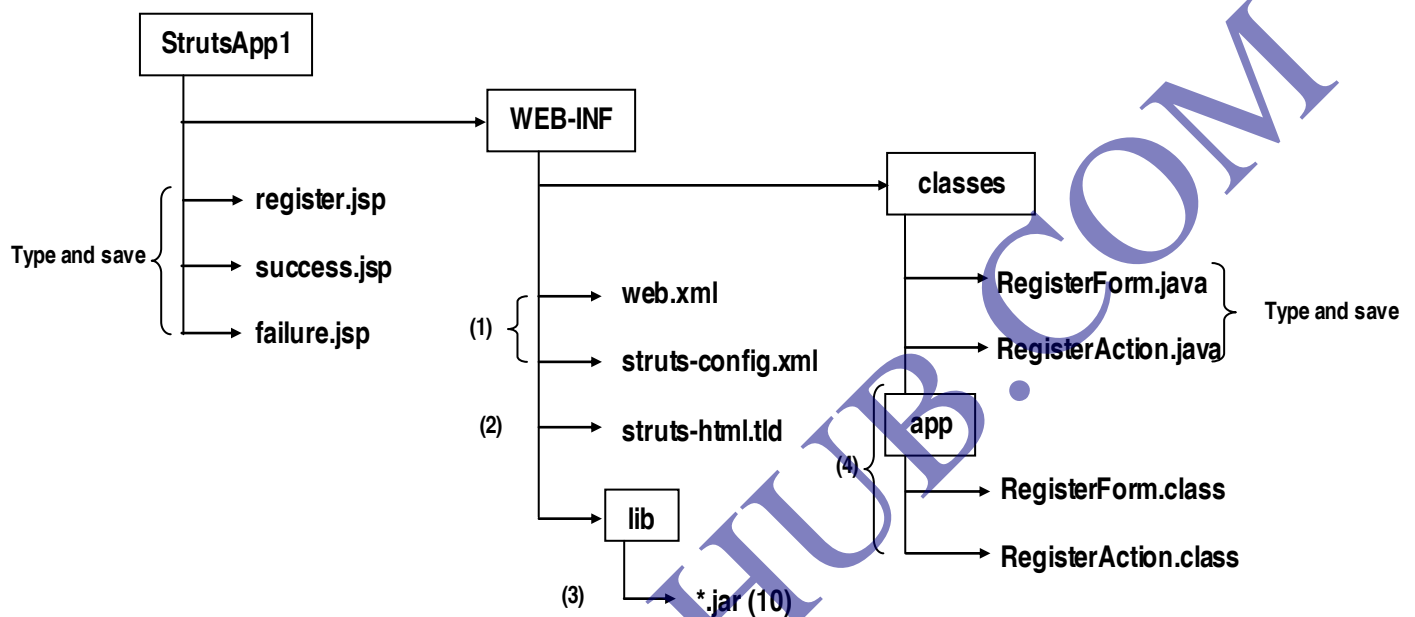 StrutsApp1
WEB-INF
classes
register.jsp
Type and save
success.jsp
failure.jsp
(1)
web.xml
struts-config.xml
(2)
struts-html.tld
lib
(3)
*.jar (10)
RegisterForm.java
Type and save
RegisterAction.java
app
(4)
RegisterForm.class
RegisterAction.class
HUB.COM